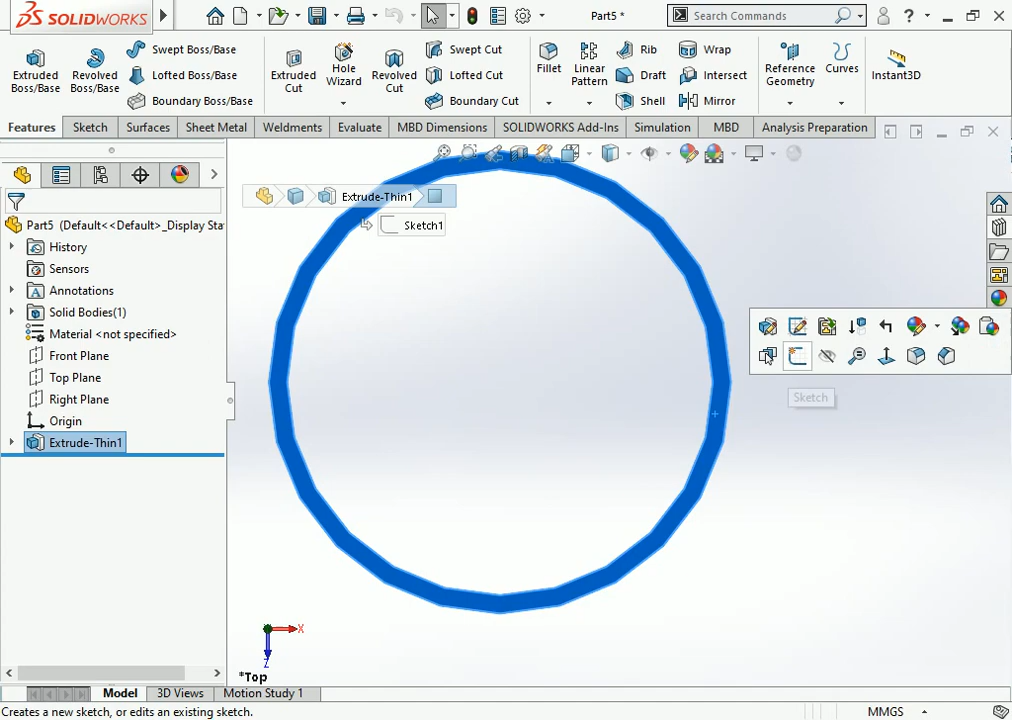 SOLIDWORKS
Part5 *
Search Commands
?
Extruded Boss/Base
Revolved Boss/Base
Swept Boss/Base
Lofted Boss/Base
Boundary Boss/Base
Extruded Cut
Hole Wizard
Revolved Cut
Swept Cut
Lofted Cut
Boundary Cut
Fillet
Linear Pattern
Rib
Draft
Shell
Wrap
Intersect
Mirror
Reference Geometry
Curves
Instant3D
Features
Sketch
Surfaces
Sheet Metal
Weldments
Evaluate
MBD Dimensions
SOLIDWORKS Add-Ins
Simulation
MBD
Analysis Preparation
Extrude-Thin1
Sketch1
Part5 (Default<<Default>_Display Sta
History
Sensors
Annotations
Solid Bodies(1)
Material <not specified>
Front Plane
Top Plane
Right Plane
Origin
Extrude-Thin1
Sketch
X
Z
*Top
Model
3D Views
Motion Study 1
Creates a new sketch, or edits an existing sketch.
MMGS